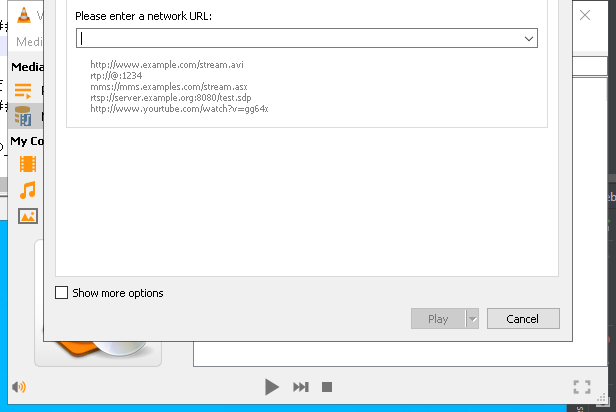 Please enter a network URL:
http://www.example.com/stream.avi
rtp://@:1234
mms://mms.examples.com/stream.asx
rtsp://server.example.org:8080/test.sdp
http://www.yourtube.com/watch?v=gg64x
Media
My Co
Show more options
Play
Cancel